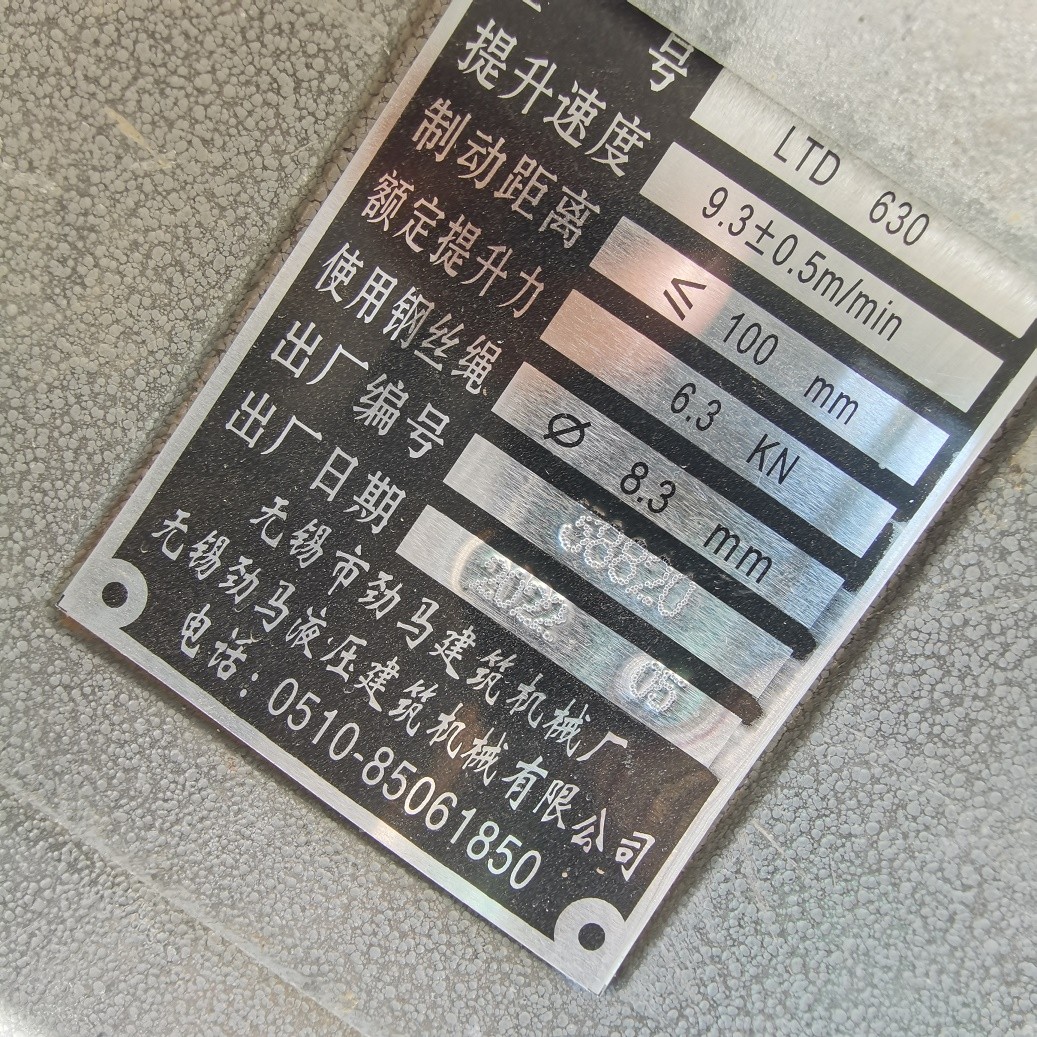 号 LTD 630
提升速度 9.3±0.5m/min
制动距离 ≤ 100 mm
额定提升力 6.3 KN
使用钢丝绳 Ø 8.3 mm
出厂编号 38820
出厂日期 2022 05
无锡市劲马建筑机械厂
无锡劲马液压建筑机械有限公司
电话:0510-85061850